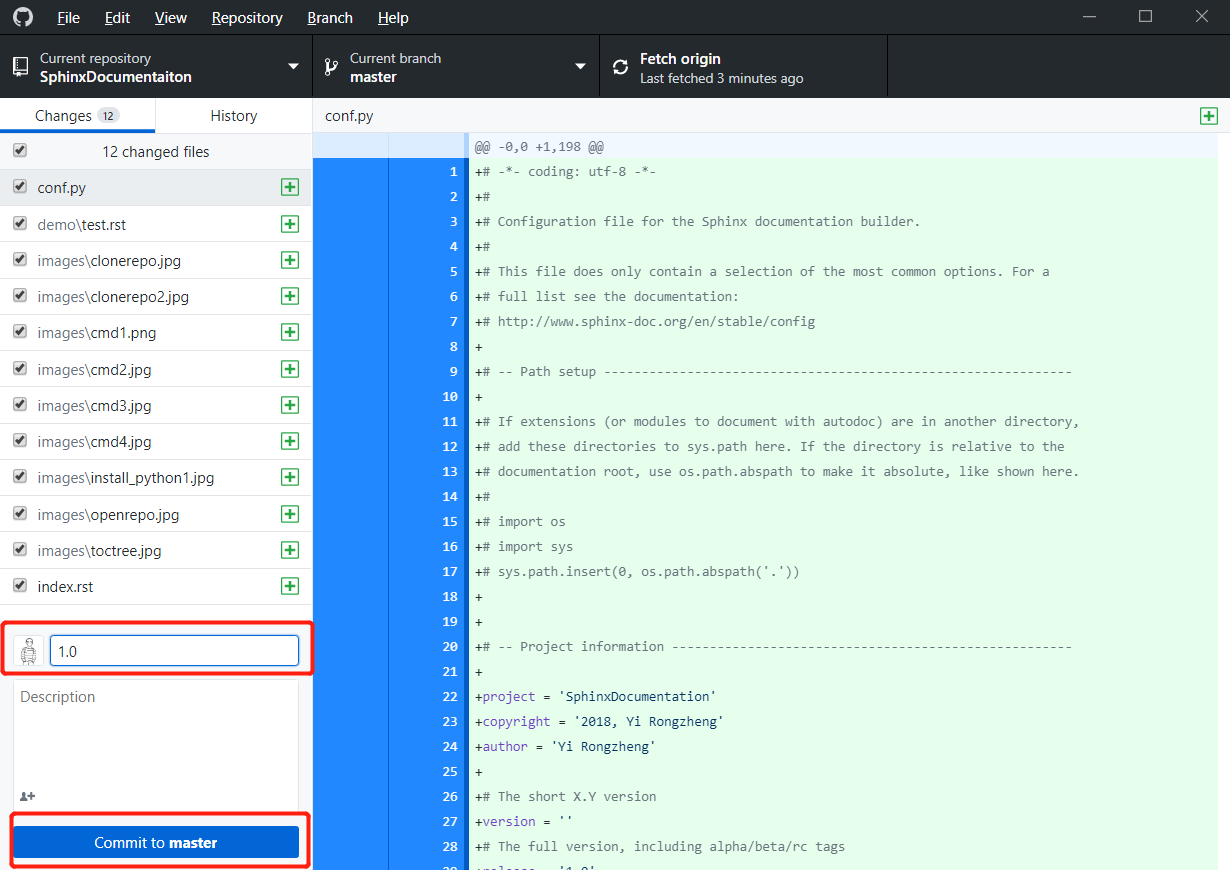 File Edit View Repository Branch Help
Current repository
SphinxDocumentaiton
Current branch
master
Fetch origin
Last fetched 3 minutes ago
Changes 12
History
12 changed files
conf.py
demo\test.rst
images\clonerepo.jpg
images\clonerepo2.jpg
images\cmd1.png
images\cmd2.jpg
images\cmd3.jpg
images\cmd4.jpg
images\install_python1.jpg
images\openrepo.jpg
images\toctree.jpg
index.rst
1.0
Description
Commit to master
conf.py
@@ -0,0 +1,198 @@
1 +# -*- coding: utf-8 -*-
2 +#
3 +# Configuration file for the Sphinx documentation builder.
4 +#
5 +# This file does only contain a selection of the most common options. For a
6 +# full list see the documentation:
7 +# http://www.sphinx-doc.org/en/stable/config
8 +
9 +# -- Path setup --------------------------------------------------------------
10 +
11 +# If extensions (or modules to document with autodoc) are in another directory,
12 +# add these directories to sys.path here. If the directory is relative to the
13 +# documentation root, use os.path.abspath to make it absolute, like shown here.
14 +#
15 +# import os
16 +# import sys
17 +# sys.path.insert(0, os.path.abspath('.'))
18 +
19 +
20 +# -- Project information -----------------------------------------------------
21 +
22 +project = 'SphinxDocumentation'
23 +copyright = '2018, Yi Rongzheng'
24 +author = 'Yi Rongzheng'
25 +
26 +# The short X.Y version
27 +version = ''
28 +# The full version, including alpha/beta/rc tags
29 +release = '1.0'